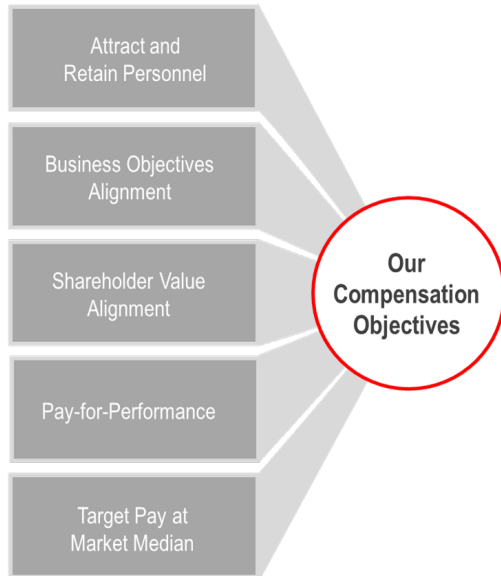 Attract and
Retain Personnel
Business Objectives
Alignment
Shareholder Value
Alignment
Pay-for-Performance
Target Pay at
Market Median
Our
Compensation
Objectives